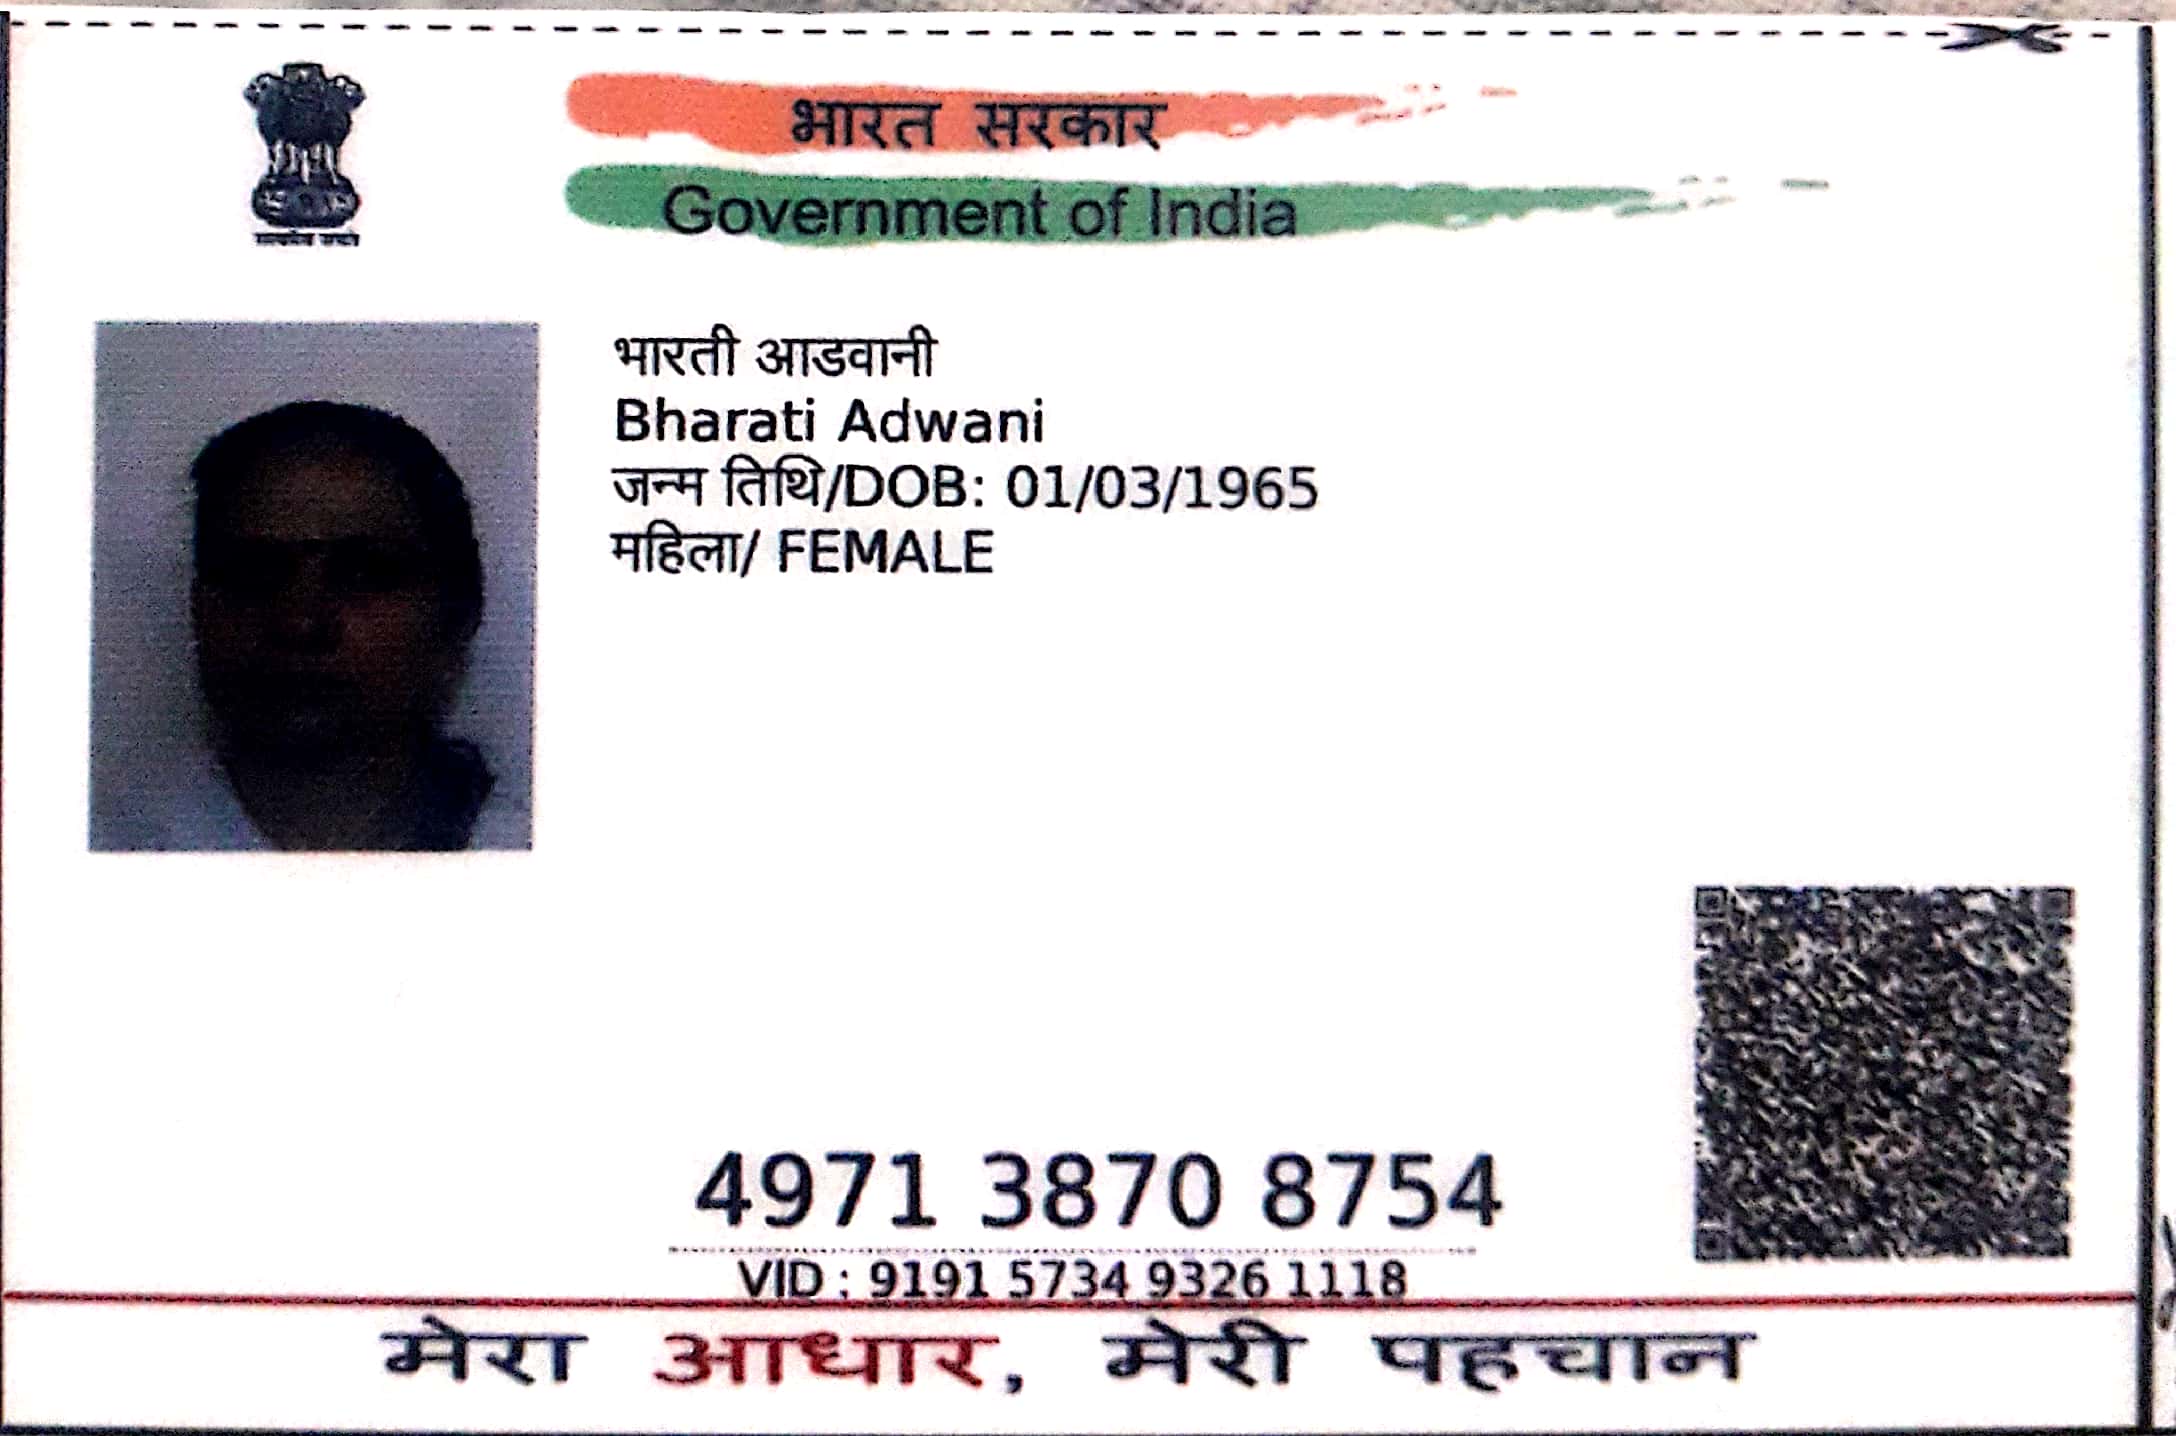 भारत सरकार
Government of India
भारती आडवानी
Bharati Adwani
जन्म तिथि/DOB: 01/03/1965
महिला/ FEMALE
4971 3870 8754
VID : 9191 5734 9326 1118
मेरा आधार, मेरी पहचान